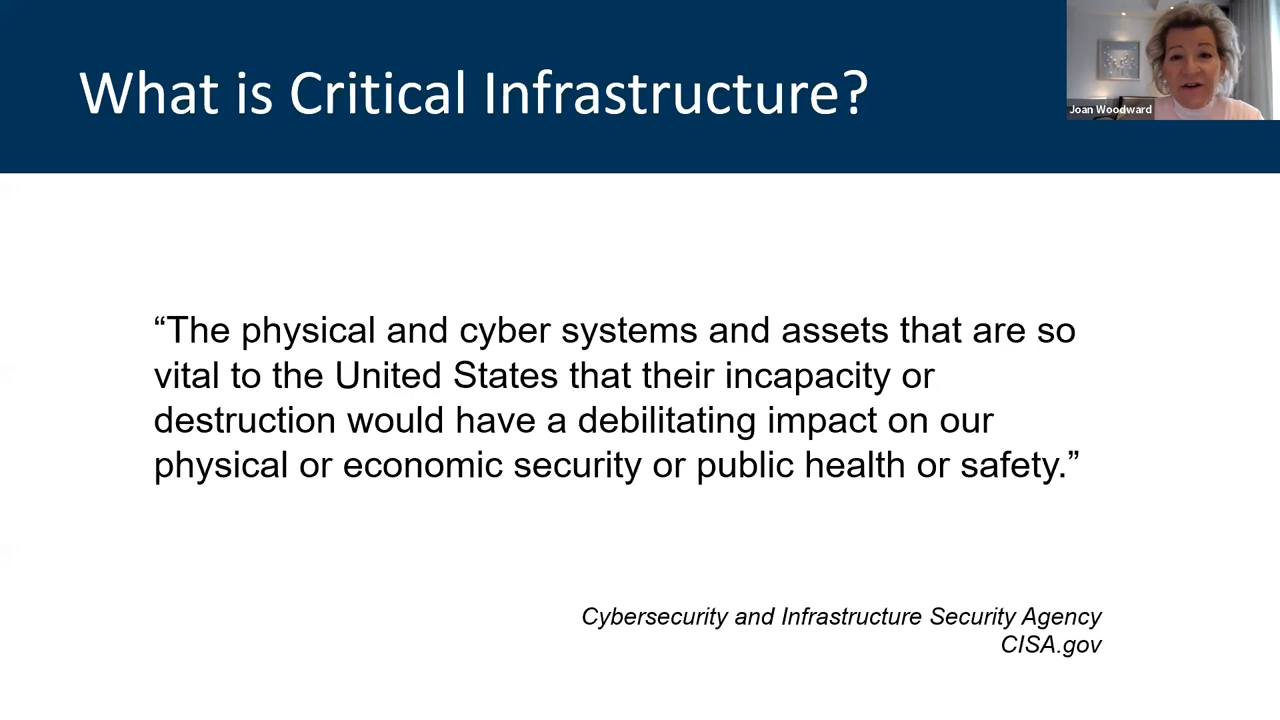 What is Critical Infrastructure?
Joan Woodward
“The physical and cyber systems and assets that are so
vital to the United States that their incapacity or
destruction would have a debilitating impact on our
physical or economic security or public health or safety.”
Cybersecurity and Infrastructure Security Agency
CISA.gov